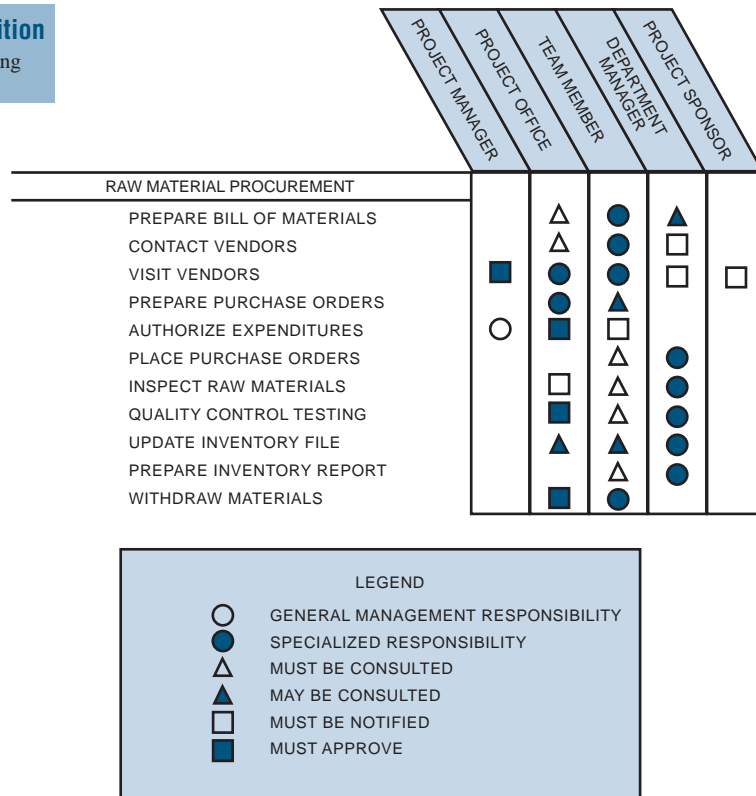 ition
ng
PROJECT MANAGER
PROJECT OFFICE
TEAM MEMBER
DEPARTMENT
MANAGER
PROJECT SPONSOR
RAW MATERIAL PROCUREMENT
PREPARE BILL OF MATERIALS
CONTACT VENDORS
VISIT VENDORS
PREPARE PURCHASE ORDERS
AUTHORIZE EXPENDITURES
PLACE PURCHASE ORDERS
INSPECT RAW MATERIALS
QUALITY CONTROL TESTING
UPDATE INVENTORY FILE
PREPARE INVENTORY REPORT
WITHDRAW MATERIALS
LEGEND
GENERAL MANAGEMENT RESPONSIBILITY
SPECIALIZED RESPONSIBILITY
MUST BE CONSULTED
MAY BE CONSULTED
MUST BE NOTIFIED
MUST APPROVE